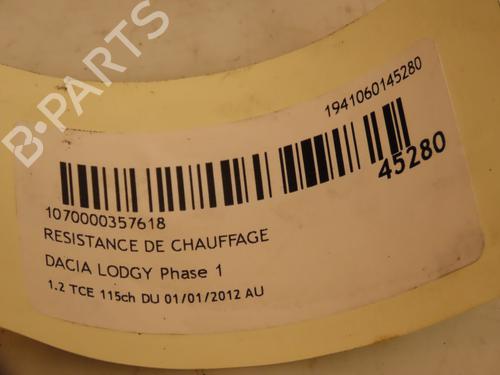 B-PARTS
1941060145280
45280
1070000357618
RESISTANCE DE CHAUFFAGE
DACIA LODGY Phase 1
1.2 TCE 115ch DU 01/01/2012 AU